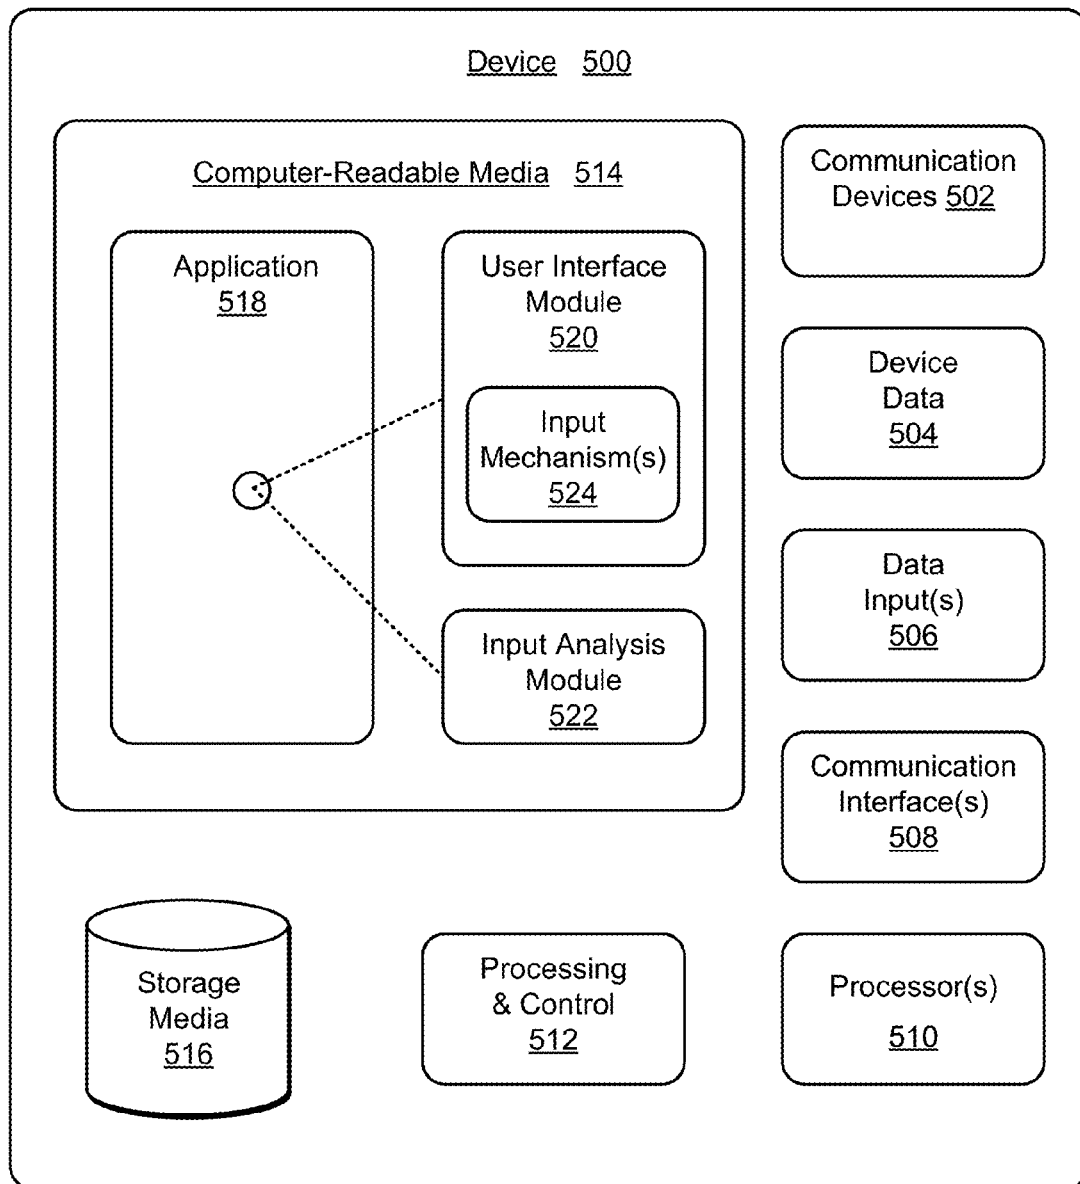 Device 500
Computer-Readable Media 514
Application
518
User Interface
Module
520
Input
Mechanism(s)
524
Input Analysis
Module
522
Communication
Devices 502
Device
Data
504
Data
Input(s)
506
Communication
Interface(s)
508
Storage
Media
516
Processing
& Control
512
Processor(s)
510